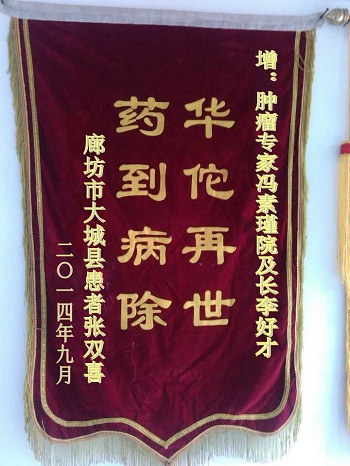 增：肿瘤专家冯素瑾院及长李好才
华佗再世
药到病除
廊坊市大城县患者张双喜
二〇一四年九月